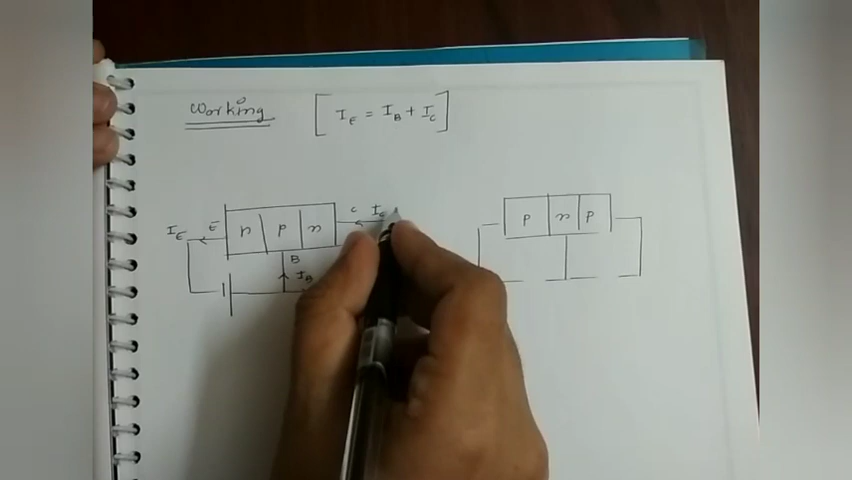 Working [ I_E = I_B + I_C ]
I_E E n p n C I_C
B
I_B
p n p